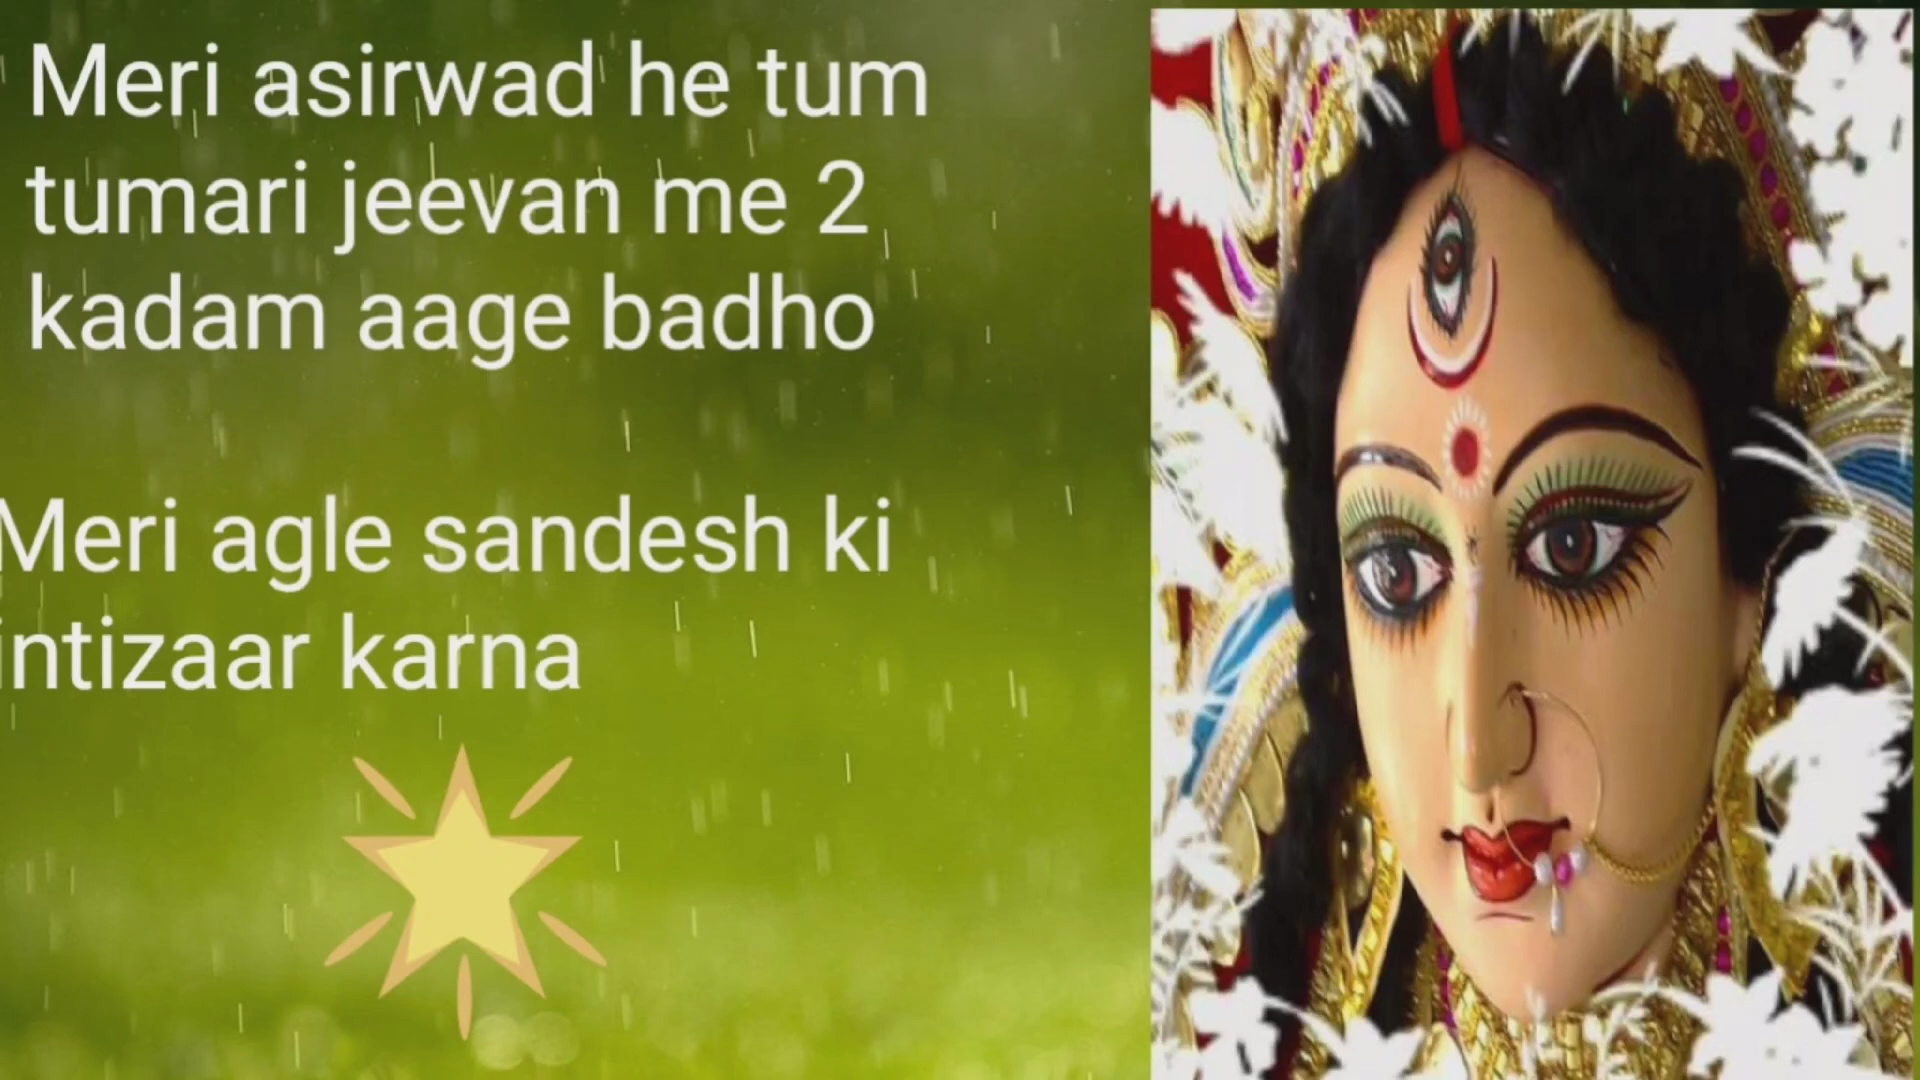 Meri asirwad he tum
tumari jeevan me 2
kadam aage badho
Meri agle sandesh ki
intizaar karna